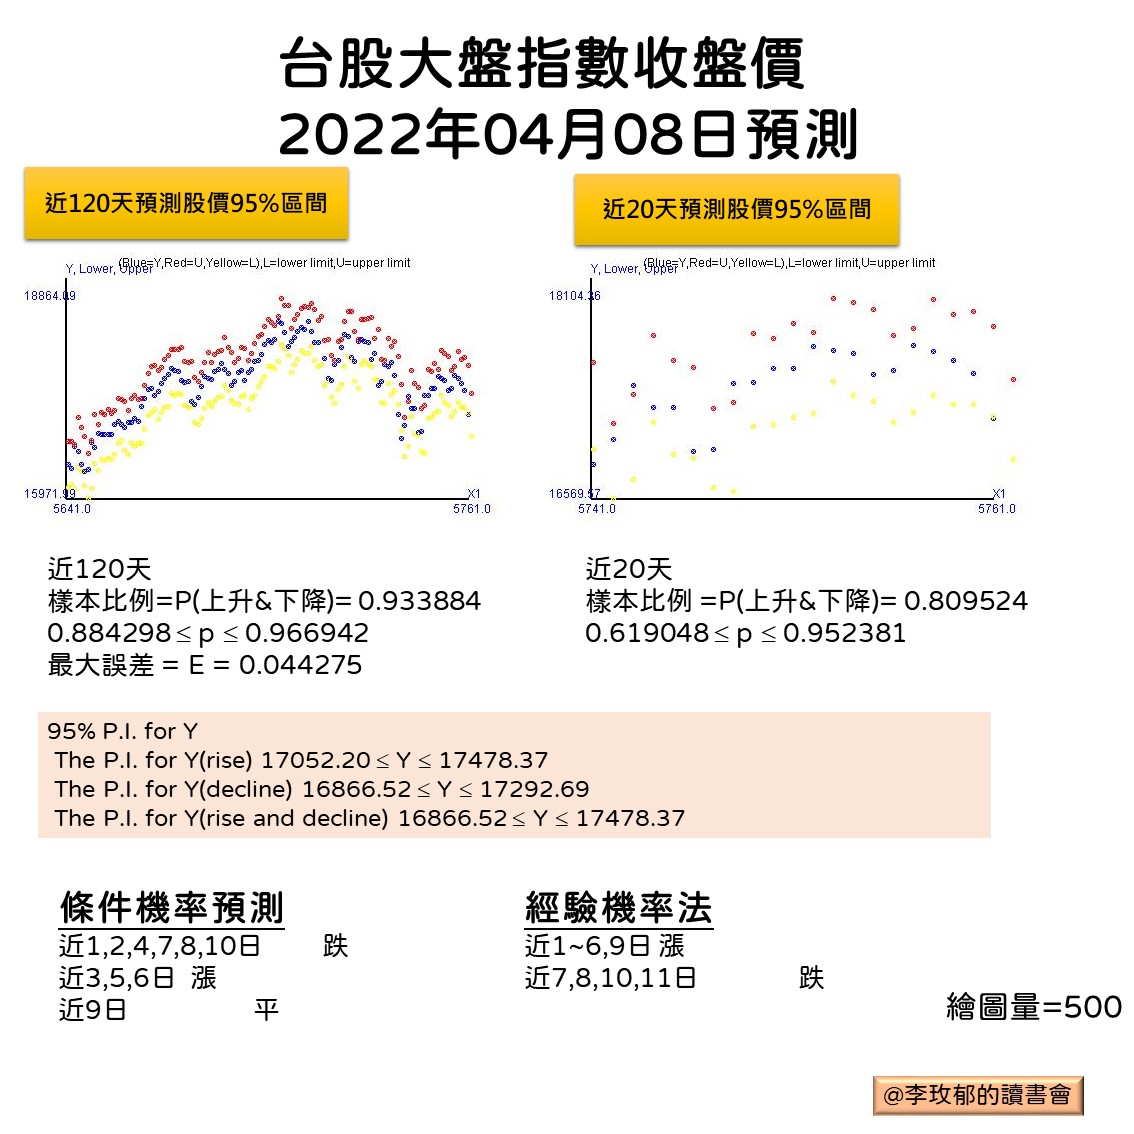 台股大盤指數收盤價
2022年04月08日預測
近120天預測股價95%區間
近20天預測股價95%區間
(Blue=Y,Red=U,Yellow=L),L=lower limit,U=upper limit
Y, Lower, Upper
18864.09
15971.99
X1
5641.0
5761.0
(Blue=Y,Red=U,Yellow=L),L=lower limit,U=upper limit
Y, Lower, Upper
18104.36
16569.57
X1
5741.0
5761.0
近120天
樣本比例=P(上升&下降)= 0.933884
0.884298 ≤ p ≤ 0.966942
最大誤差 = E = 0.044275
近20天
樣本比例 =P(上升&下降)= 0.809524
0.619048 ≤ p ≤ 0.952381
95% P.I. for Y
The P.I. for Y(rise) 17052.20 ≤ Y ≤ 17478.37
The P.I. for Y(decline) 16866.52 ≤ Y ≤ 17292.69
The P.I. for Y(rise and decline) 16866.52 ≤ Y ≤ 17478.37
條件機率預測
近1,2,4,7,8,10日 跌
近3,5,6日 漲
近9日 平
經驗機率法
近1~6,9日 漲
近7,8,10,11日 跌
繪圖量=500
@李玫郁的讀書會